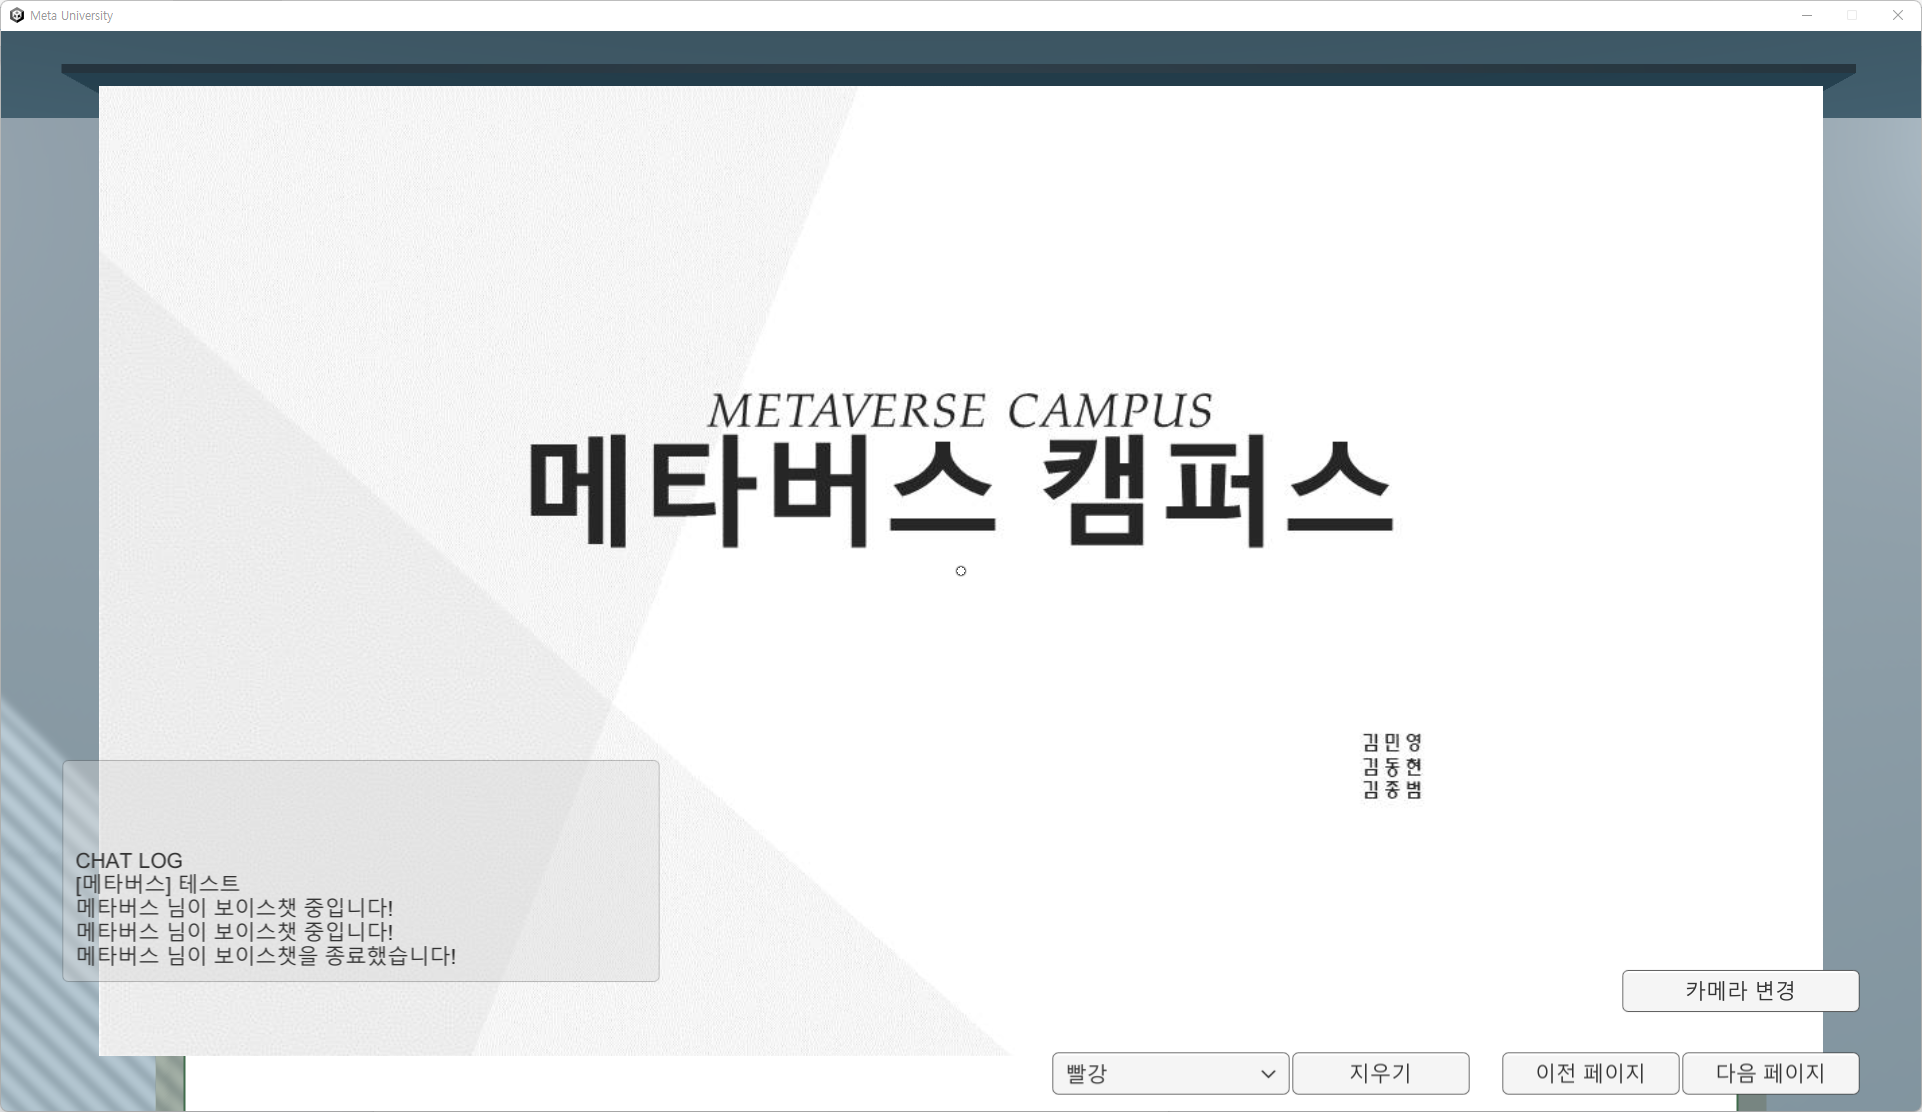 Meta University
METAVERSE CAMPUS
메타버스 캠퍼스
김민영
김동현
김종범
CHAT LOG
[메타버스] 테스트
메타버스 님이 보이스챗 중입니다!
메타버스 님이 보이스챗 중입니다!
메타버스 님이 보이스챗을 종료했습니다!
카메라 변경
빨강
지우기
이전 페이지
다음 페이지